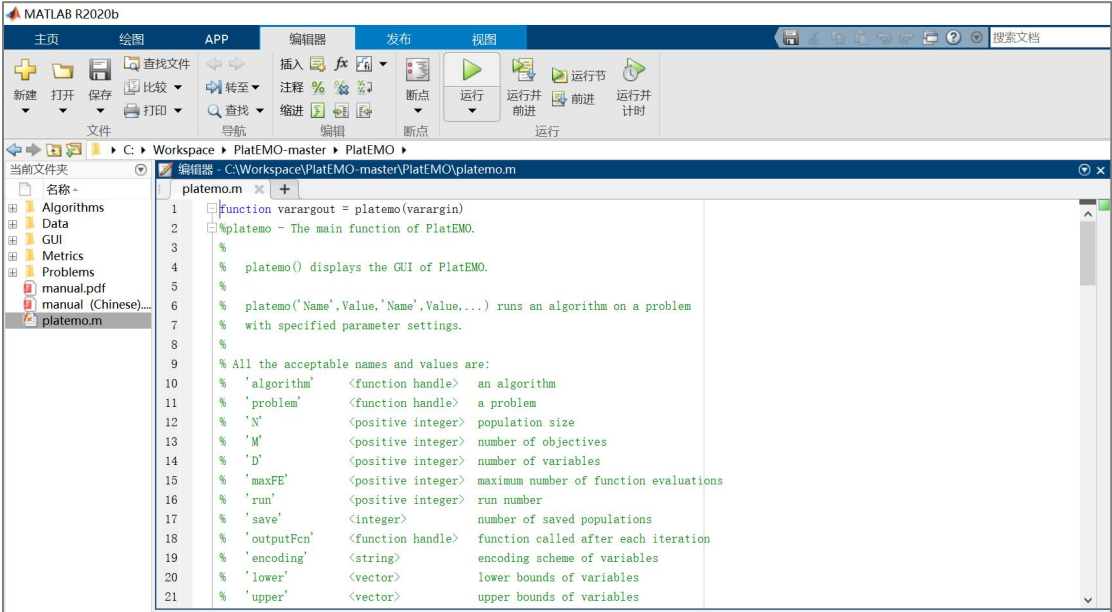 MATLAB R2020b
主页 绘图 APP 编辑器 发布 视图 搜索文档
新建 打开 保存 查找文件 比较 打印 转至 查找 插入 fx 注释 缩进 断点 运行 运行并前进 运行节 前进 运行并计时
文件 导航 编辑 断点 运行
C: Workspace PlatEMO-master PlatEMO
当前文件夹
编辑器 - C:\Workspace\PlatEMO-master\PlatEMO\platemo.m
名称
platemo.m
Algorithms
Data
GUI
Metrics
Problems
manual.pdf
manual (Chinese)....
platemo.m
1 function varargout = platemo(varargin)
2 %platemo - The main function of PlatEMO.
3 %
4 % platemo() displays the GUI of PlatEMO.
5 %
6 % platemo('Name',Value,'Name',Value,...) runs an algorithm on a problem
7 % with specified parameter settings.
8 %
9 % All the acceptable names and values are:
10 % 'algorithm' <function handle> an algorithm
11 % 'problem' <function handle> a problem
12 % 'N' <positive integer> population size
13 % 'M' <positive integer> number of objectives
14 % 'D' <positive integer> number of variables
15 % 'maxFE' <positive integer> maximum number of function evaluations
16 % 'run' <positive integer> run number
17 % 'save' <integer> number of saved populations
18 % 'outputFcn' <function handle> function called after each iteration
19 % 'encoding' <string> encoding scheme of variables
20 % 'lower' <vector> lower bounds of variables
21 % 'upper' <vector> upper bounds of variables